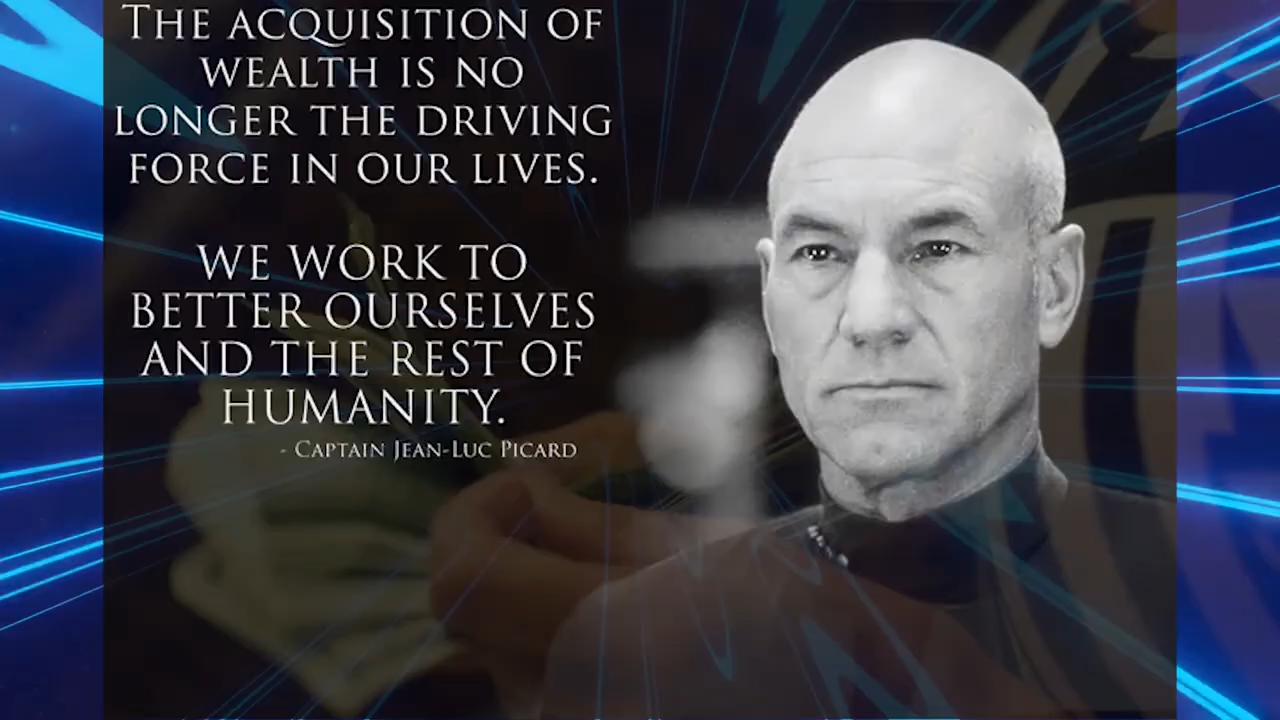 THE ACQUISITION OF
WEALTH IS NO
LONGER THE DRIVING
FORCE IN OUR LIVES.
WE WORK TO
BETTER OURSELVES
AND THE REST OF
HUMANITY.
- CAPTAIN JEAN-LUC PICARD